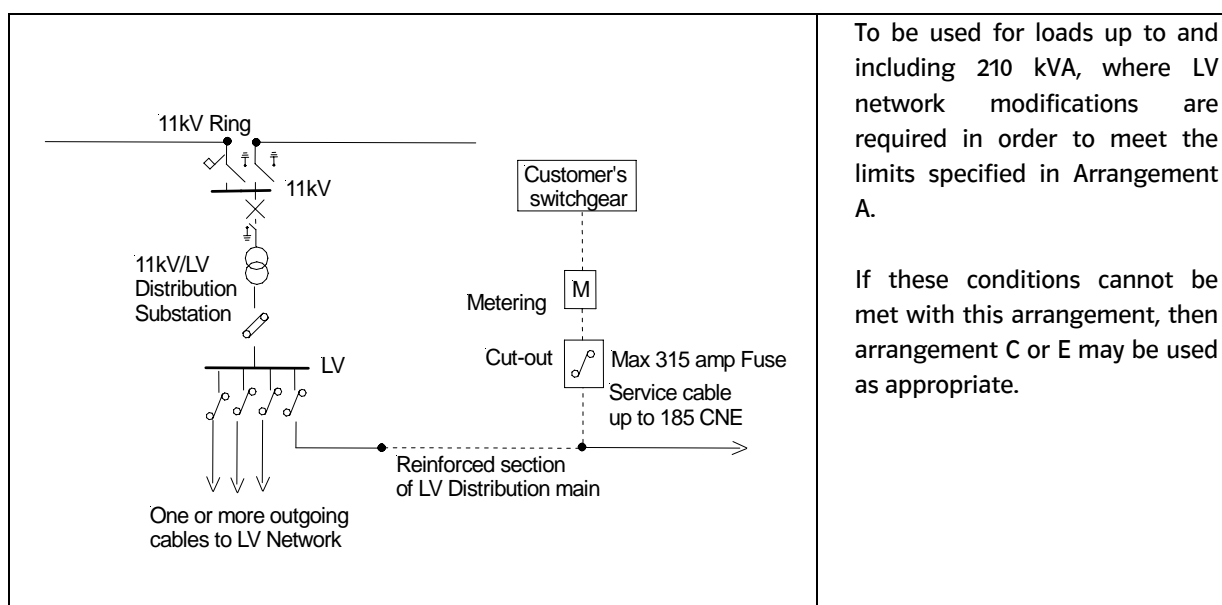 11kV Ring
11kV
11kV/LV
Distribution
Substation
LV
One or more outgoing
cables to LV Network
Customer's
switchgear
M
Metering
Cut-out
Max 315 amp Fuse
Service cable
up to 185 CNE
Reinforced section
of LV Distribution main
To be used for loads up to and
including 210 kVA, where LV
network modifications are
required in order to meet the
limits specified in Arrangement
A.
If these conditions cannot be
met with this arrangement, then
arrangement C or E may be used
as appropriate.